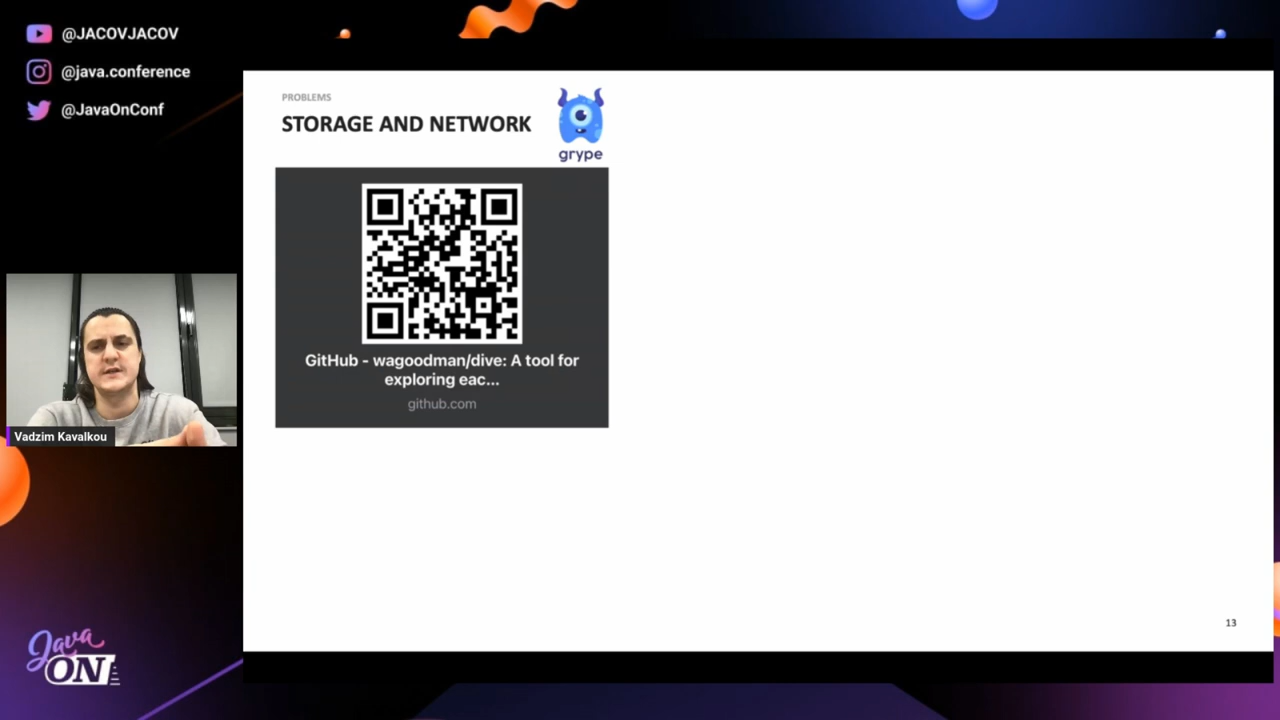 @JACOVJACOV
@java.conference
@JavaOnConf
PROBLEMS
STORAGE AND NETWORK
grype
GitHub - wagoodman/dive: A tool for
exploring eac...
github.com
Vadzim Kavalkou
13
Java
ON